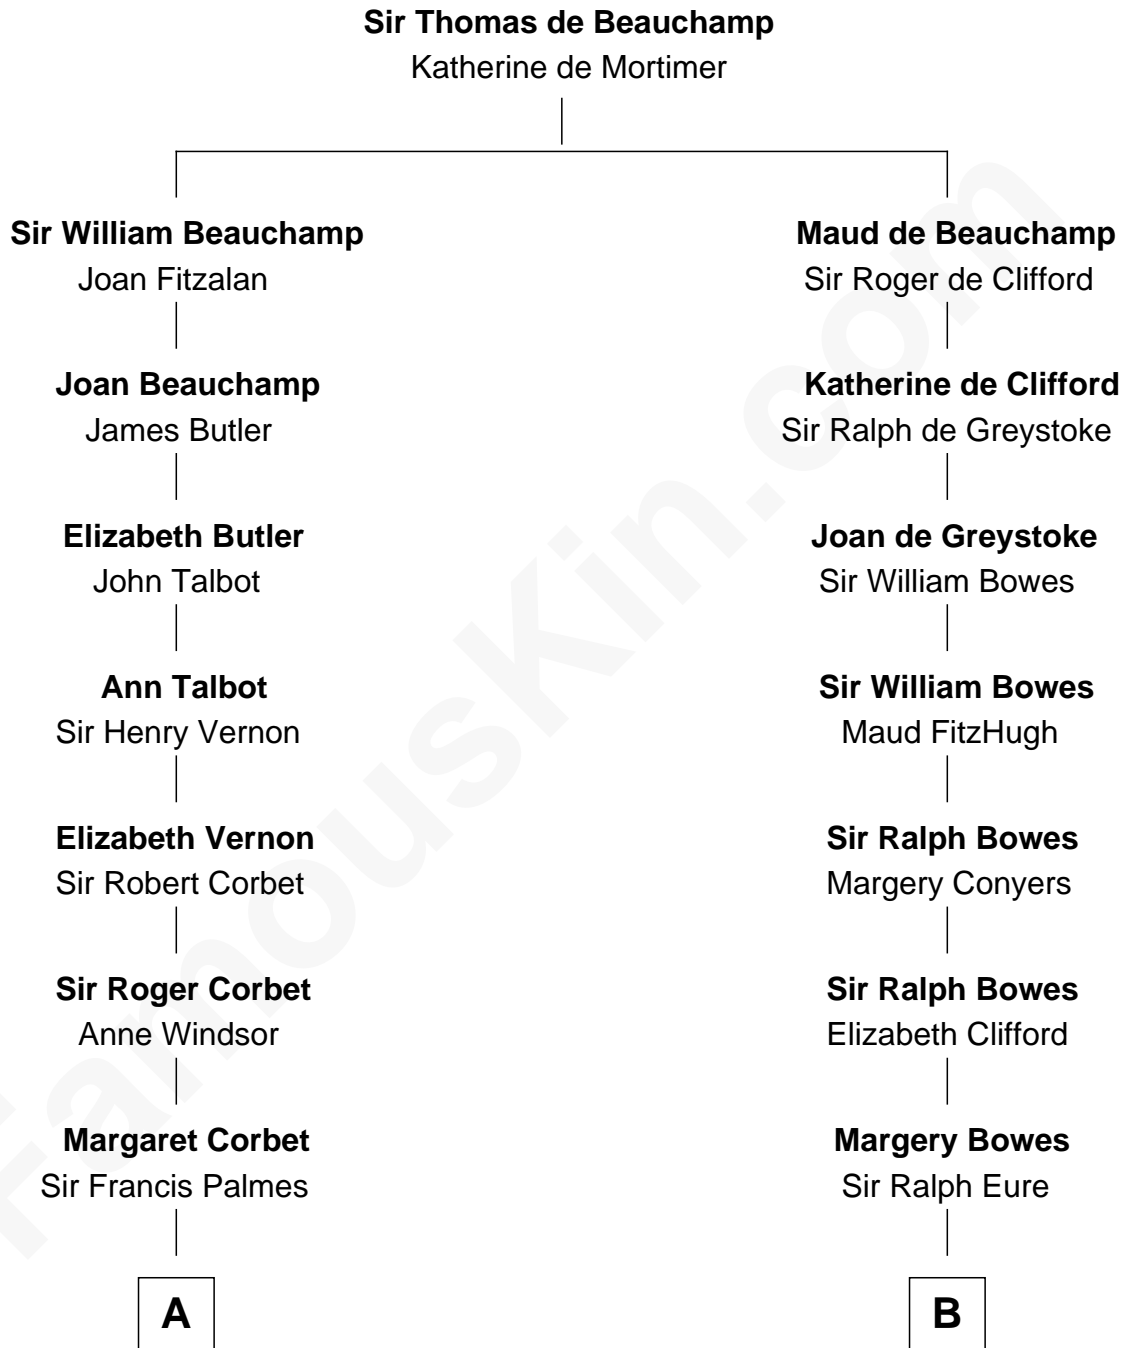 Sir Thomas de Beauchamp
Katherine de Mortimer
Sir William Beauchamp
Joan Fitzalan
Maud de Beauchamp
Sir Roger de Clifford
Joan Beauchamp
James Butler
Katherine de Clifford
Sir Ralph de Greystoke
Elizabeth Butler
John Talbot
Joan de Greystoke
Sir William Bowes
Ann Talbot
Sir Henry Vernon
Sir William Bowes
Maud FitzHugh
Elizabeth Vernon
Sir Robert Corbet
Sir Ralph Bowes
Margery Conyers
Sir Roger Corbet
Anne Windsor
Sir Ralph Bowes
Elizabeth Clifford
Margaret Corbet
Sir Francis Palmes
Margery Bowes
Sir Ralph Eure
A
B
FamousKin.com